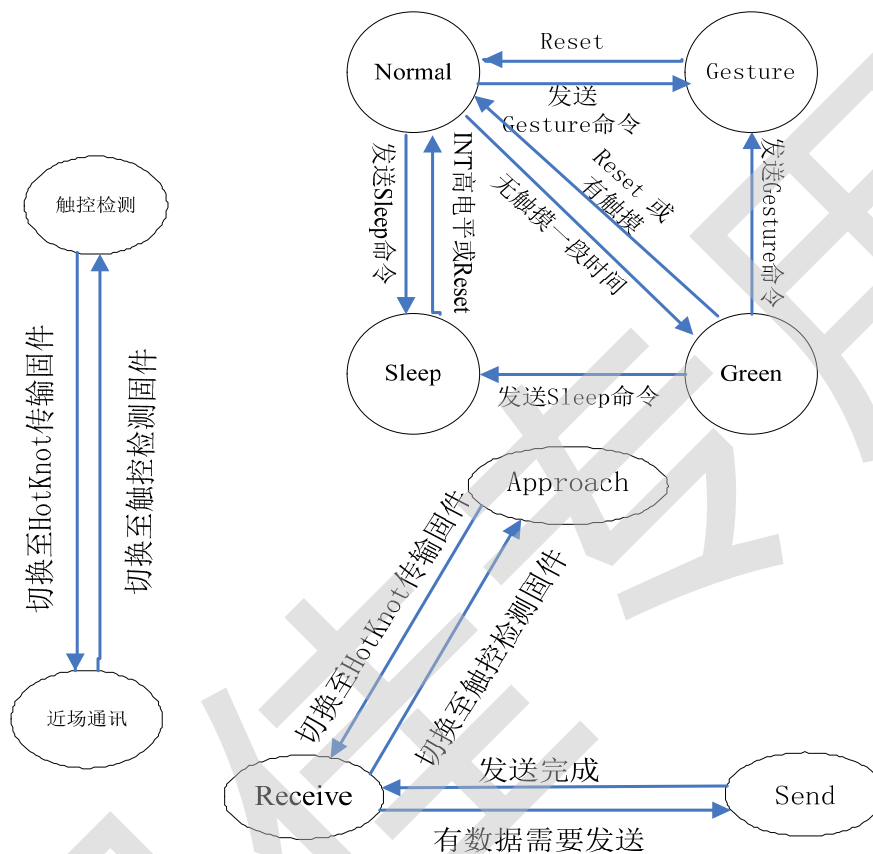 Reset
Normal
Gesture
发送
Gesture命令
发送Sleep命令
INT高电平或Reset
Reset 或
有触摸
无触摸一段时间
发送Gesture命令
触控检测
Sleep
Green
发送Sleep命令
切换至HotKnot传输固件
切换至触控检测固件
Approach
切换至HotKnot传输固件
切换至触控检测固件
近场通讯
发送完成
Receive
Send
有数据需要发送